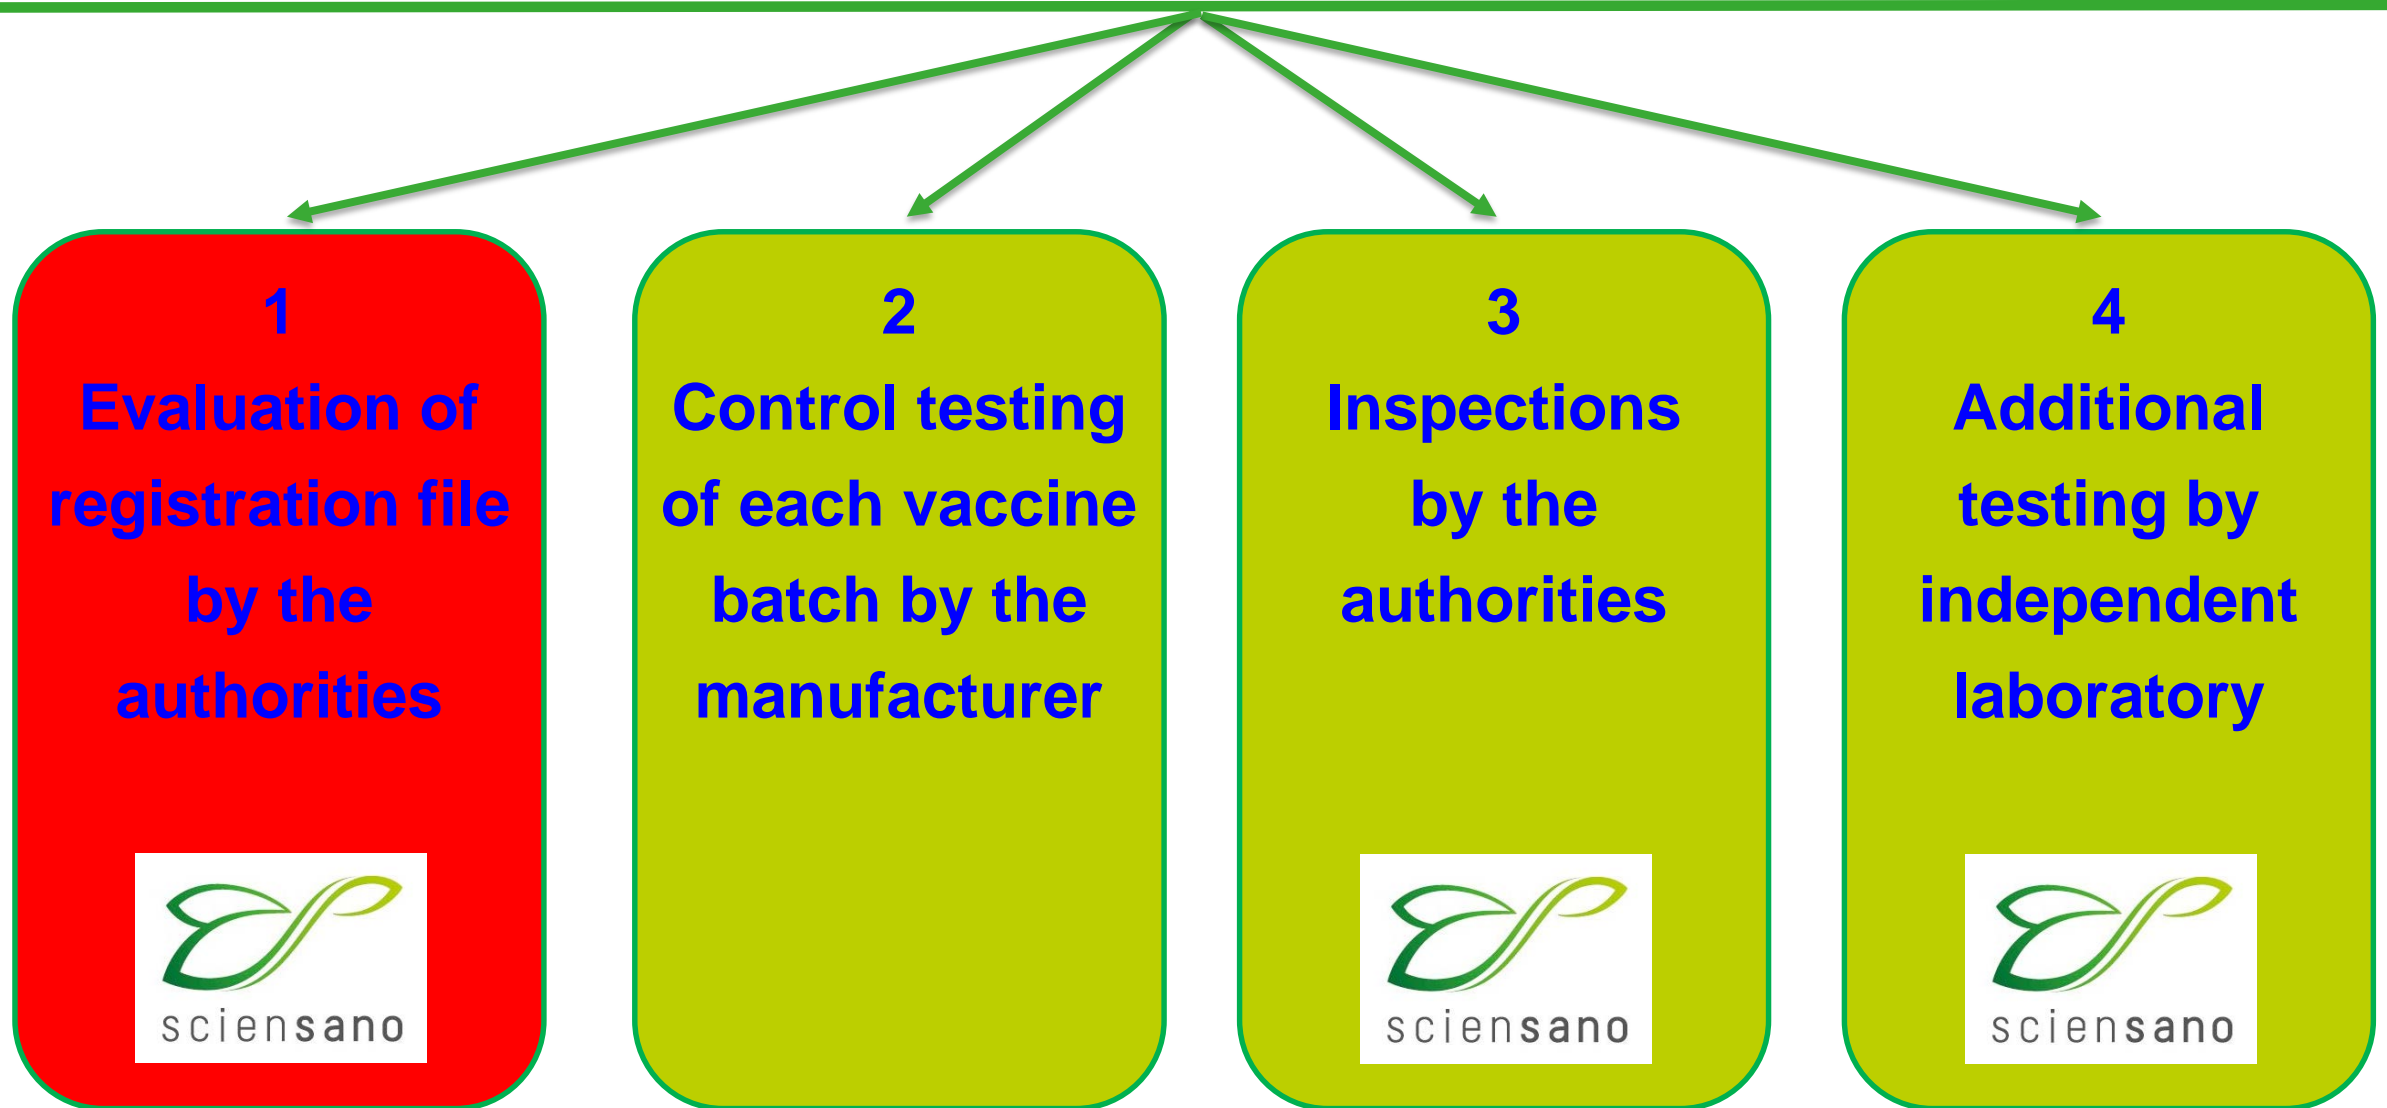 1
Evaluation of
registration file
by the
authorities
sciensano
2
Control testing
of each vaccine
batch by the
manufacturer
3
Inspections
by the
authorities
sciensano
4
Additional
testing by
independent
laboratory
sciensano